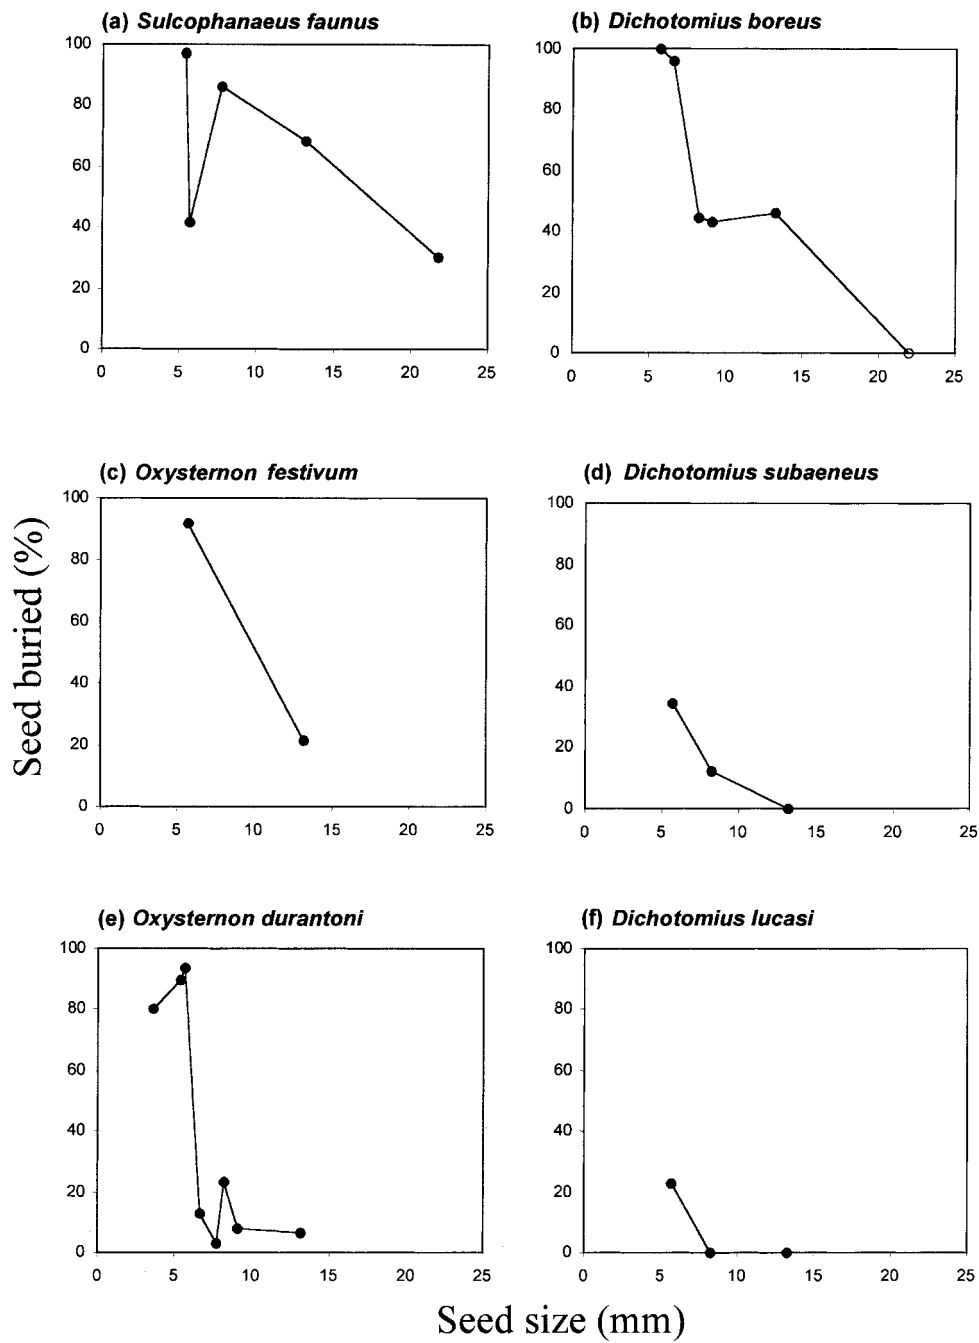 (a) Sulcophanaeus faunus
100
80
60
40
20
0
0 5 10 15 20 25
(b) Dichotomius boreus
100
80
60
40
20
0
0 5 10 15 20 25
(c) Oxysternon festivum
100
80
60
40
20
0
0 5 10 15 20 25
(d) Dichotomius subaeneus
100
80
60
40
20
0
0 5 10 15 20 25
(e) Oxysternon durantoni
100
80
60
40
20
0
0 5 10 15 20 25
(f) Dichotomius lucasi
100
80
60
40
20
0
0 5 10 15 20 25
Seed buried (%)
Seed size (mm)